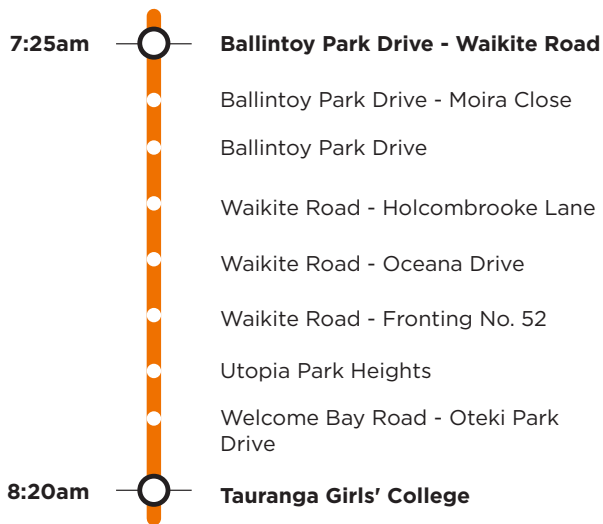 7:25am Ballintoy Park Drive - Waikite Road
Ballintoy Park Drive - Moira Close
Ballintoy Park Drive
Waikite Road - Holcombrooke Lane
Waikite Road - Oceana Drive
Waikite Road - Fronting No. 52
Utopia Park Heights
Welcome Bay Road - Oteki Park
Drive
8:20am Tauranga Girls' College